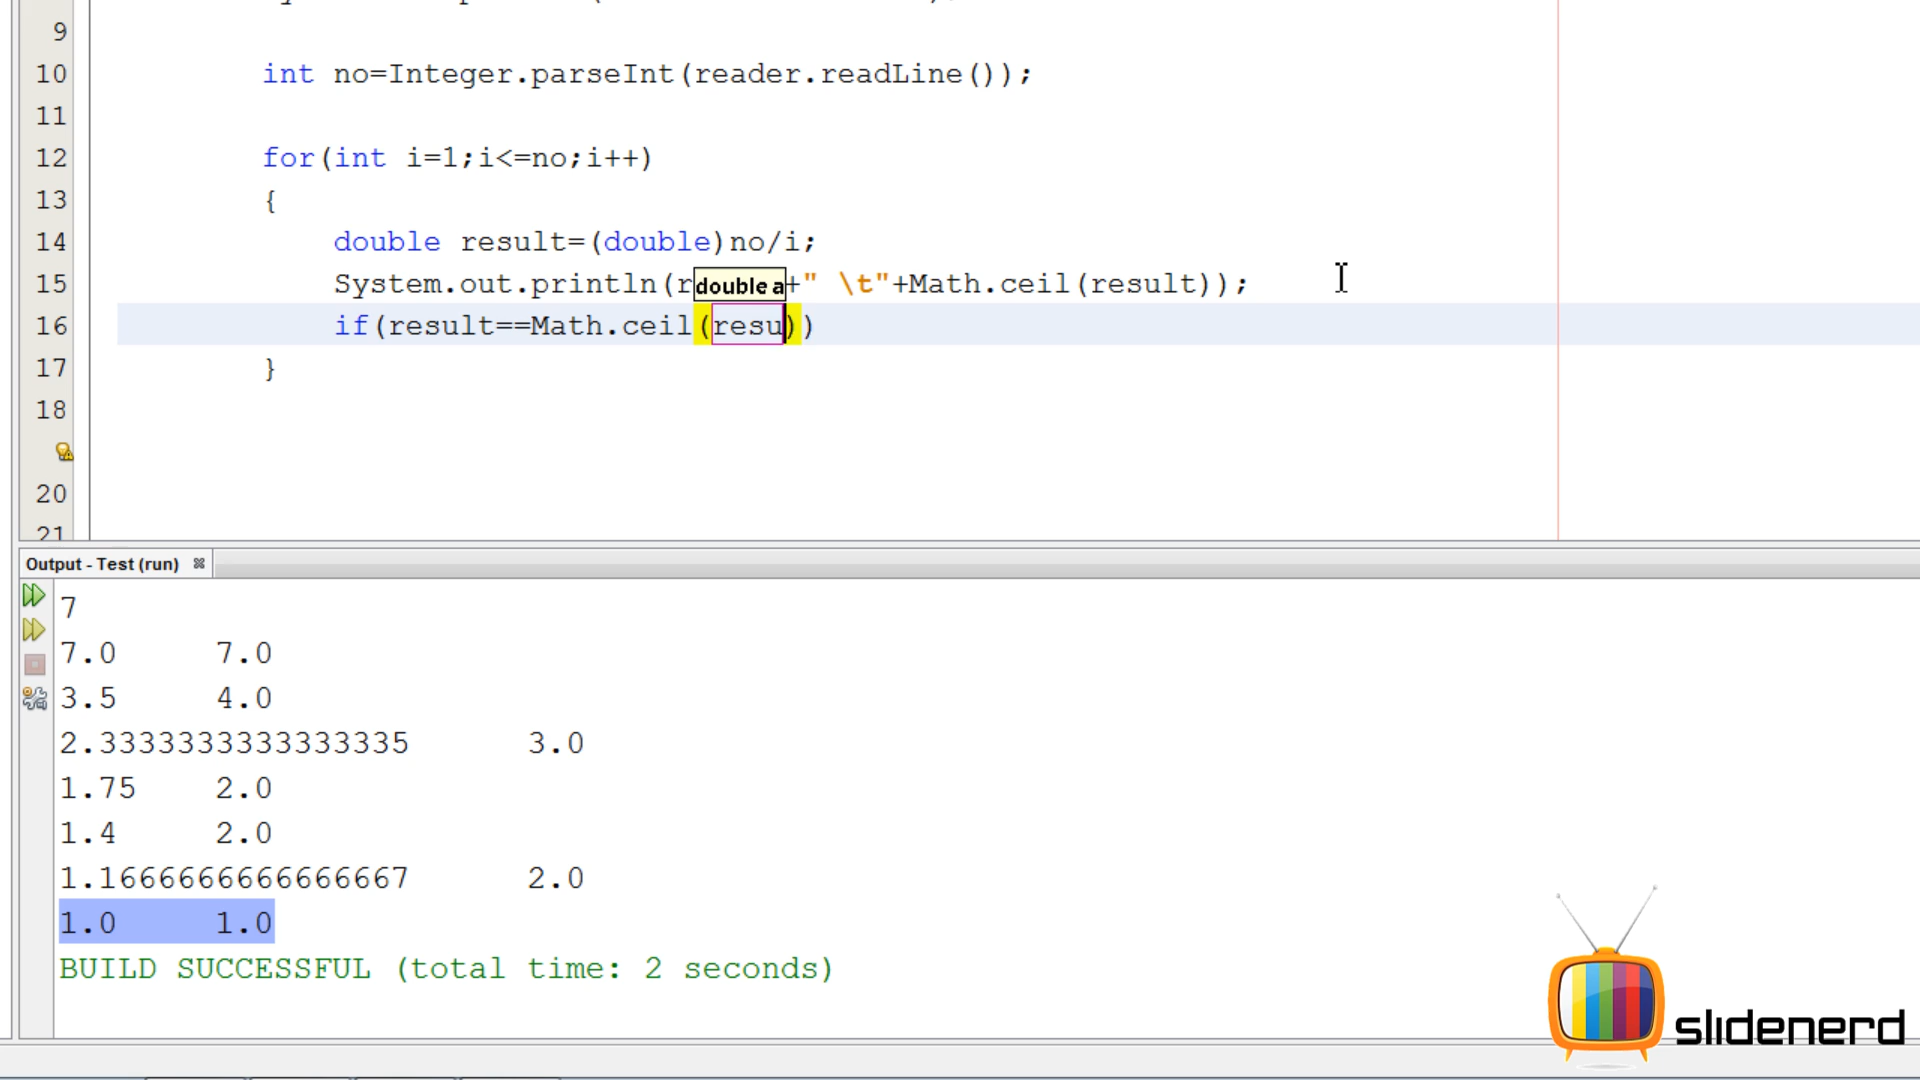 9
10 int no=Integer.parseInt(reader.readLine());
11
12 for(int i=1;i<=no;i++)
13 {
14 double result=(double)no/i;
15 System.out.println(r double a +" \t"+Math.ceil(result));
16 if(result==Math.ceil(resu))
17 }
18
20
21
Output - Test (run)
7
7.0 7.0
3.5 4.0
2.3333333333333335 3.0
1.75 2.0
1.4 2.0
1.1666666666666667 2.0
1.0 1.0
BUILD SUCCESSFUL (total time: 2 seconds)
slidenerd